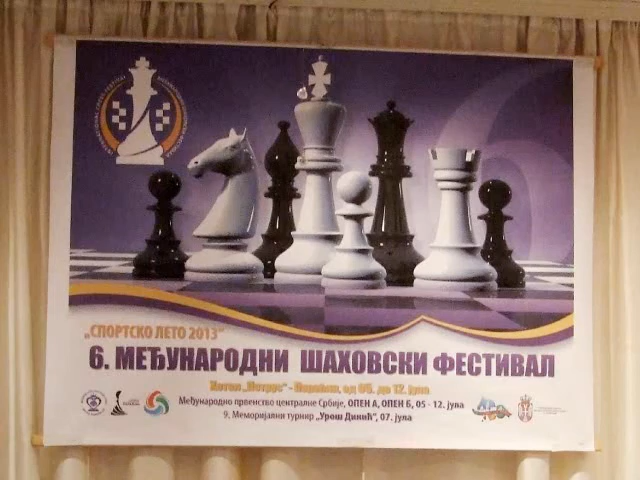 „СПОРТСКО ЛЕТО 2013"
6. МЕЂУНАРОДНИ ШАХОВСКИ ФЕСТИВАЛ
Хотел „Петрус" - Параћин, од 05. до 12. јула
Међународно првенство централне Србије, ОПЕН А, ОПЕН Б, 05 - 12. јула
9. Меморијални турнир „Урош Динић", 07. јула